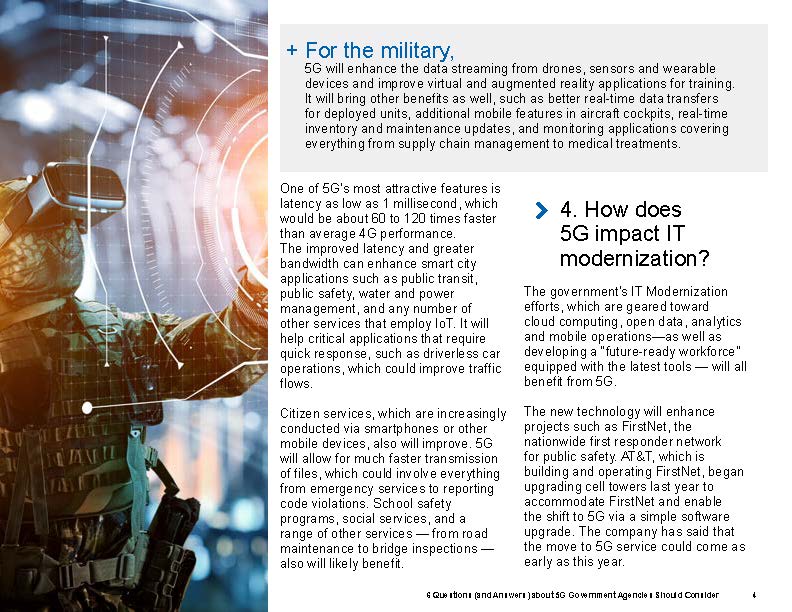 + For the military,
5G will enhance the data streaming from drones, sensors and wearable
devices and improve virtual and augmented reality applications for training.
It will bring other benefits as well, such as better real-time data transfers
for deployed units, additional mobile features in aircraft cockpits, real-time
inventory and maintenance updates, and monitoring applications covering
everything from supply chain management to medical treatments.
One of 5G's most attractive features is
latency as low as 1 millisecond, which
would be about 60 to 120 times faster
than average 4G performance.
The improved latency and greater
bandwidth can enhance smart city
applications such as public transit,
public safety, water and power
management, and any number of
other services that employ IoT. It will
help critical applications that require
quick response, such as driverless car
operations, which could improve traffic
flows.
Citizen services, which are increasingly
conducted via smartphones or other
mobile devices, also will improve. 5G
will allow for much faster transmission
of files, which could involve everything
from emergency services to reporting
code violations. School safety
programs, social services, and a
range of other services — from road
maintenance to bridge inspections —
also will likely benefit.
4. How does
5G impact IT
modernization?
The government's IT Modernization
efforts, which are geared toward
cloud computing, open data, analytics
and mobile operations—as well as
developing a "future-ready workforce"
equipped with the latest tools — will all
benefit from 5G.
The new technology will enhance
projects such as FirstNet, the
nationwide first responder network
for public safety. AT&T, which is
building and operating FirstNet, began
upgrading cell towers last year to
accommodate FirstNet and enable
the shift to 5G via a simple software
upgrade. The company has said that
the move to 5G service could come as
early as this year.
6 Questions (and Answers) about 5G Government Agencies Should Consider 4